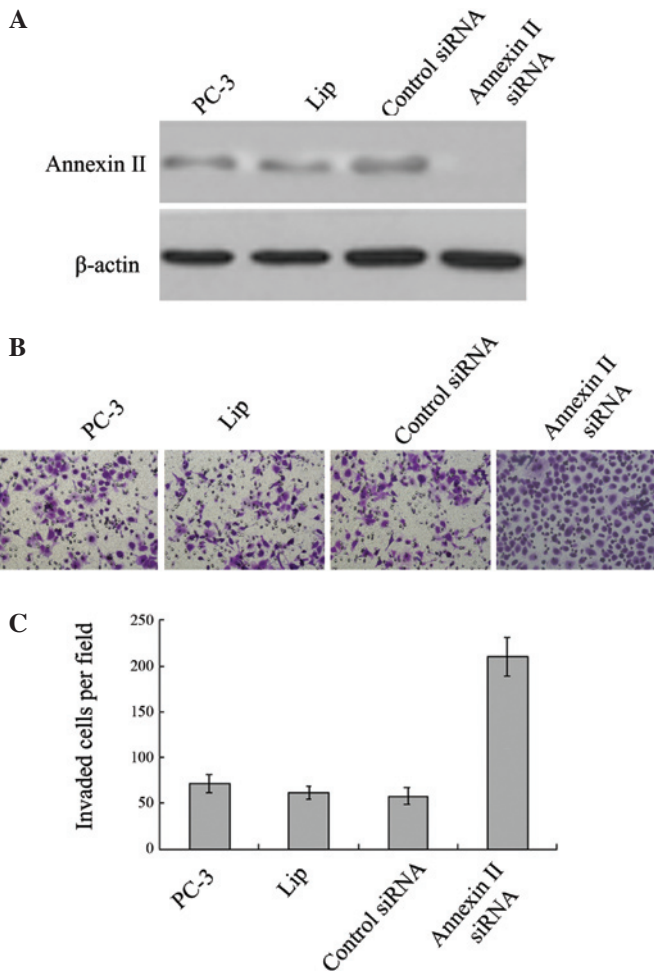 A
PC-3
Lip
Control siRNA
Annexin II
siRNA
Annexin II
β-actin
B
PC-3
Lip
Control siRNA
Annexin II
siRNA
C
Invaded cells per field
250
200
150
100
50
0
PC-3
Lip
Control siRNA
Annexin II
siRNA